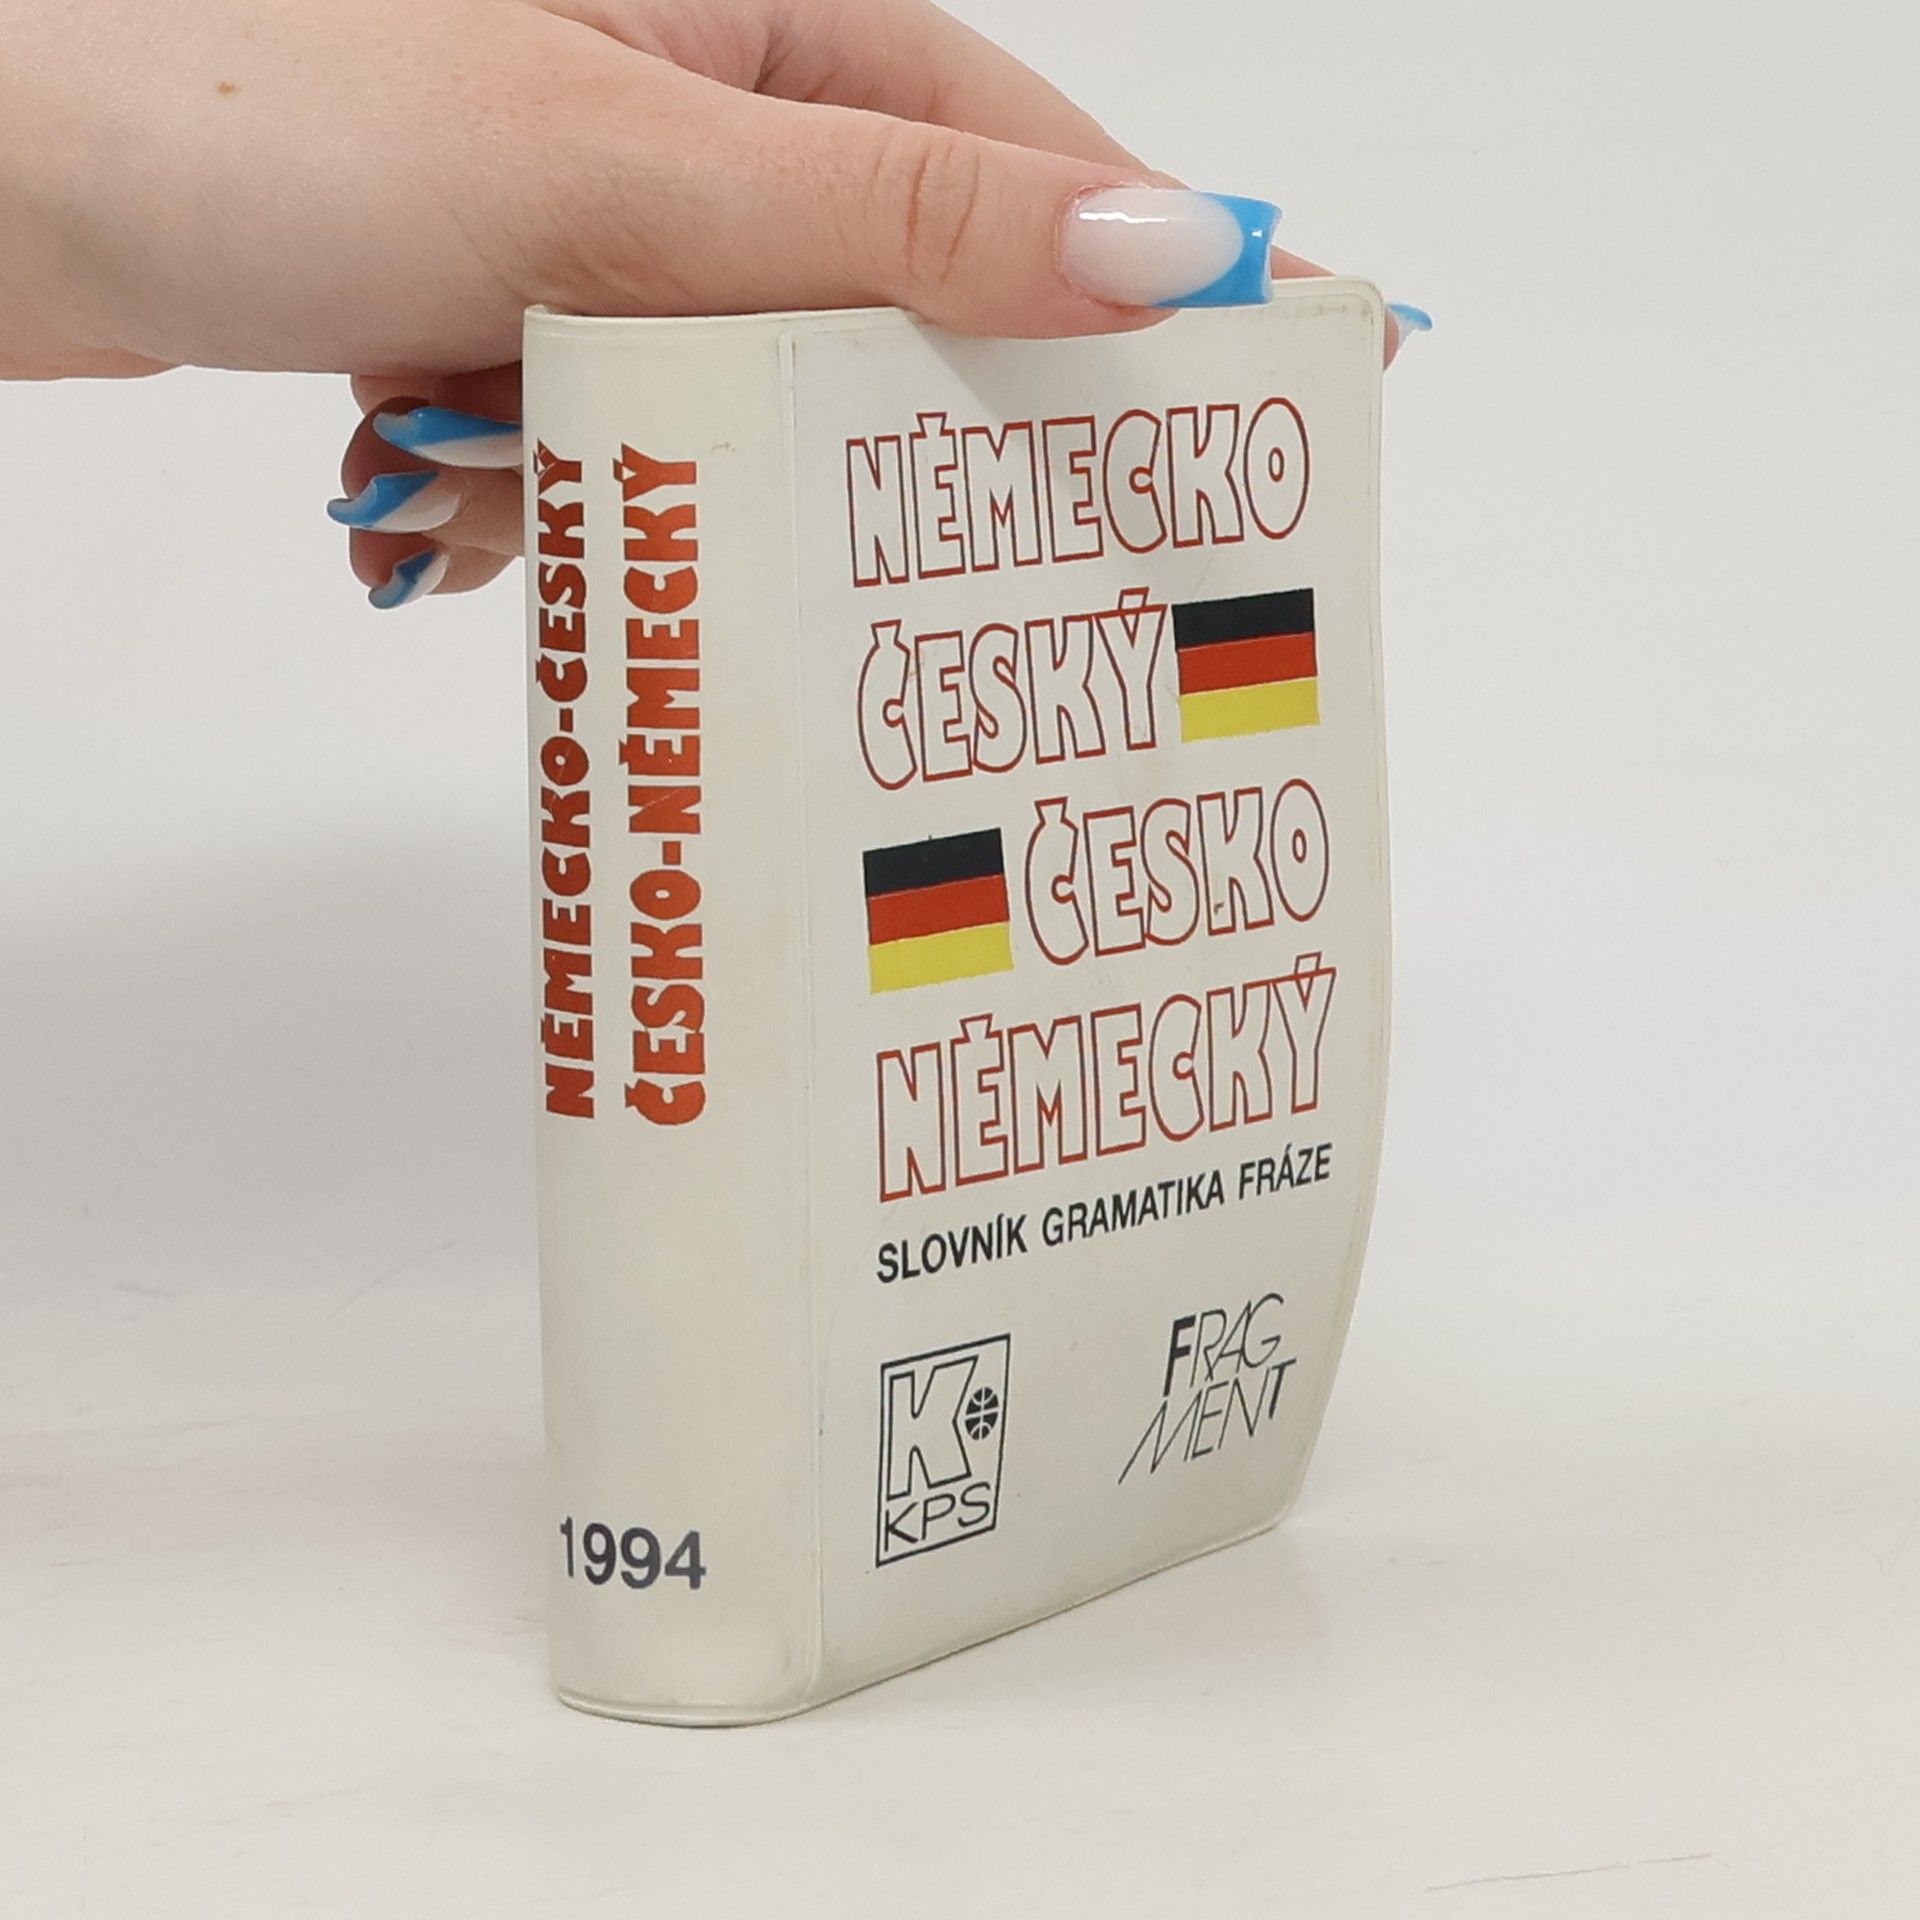 NĚMECKO-ČESKÝ
ČESKO-NĚMECKÝ
1994
NĚMECKO
ČESKÝ
ČESKO
NĚMECKÝ
SLOVNÍK GRAMATIKA FRÁZE
K
KPS
FRAG
MENT